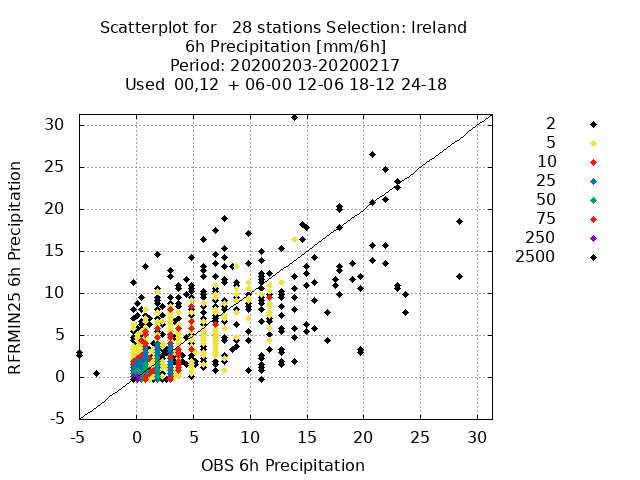 Scatterplot for   28 stations Selection: Ireland
6h Precipitation [mm/6h]
Period: 20200203-20200217
Used  00,12  + 06-00 12-06 18-12 24-18
RFRMIN25 6h Precipitation
30
25
20
15
10
5
0
-5
-5 0 5 10 15 20 25 30
OBS 6h Precipitation
2
5
10
25
50
75
250
2500